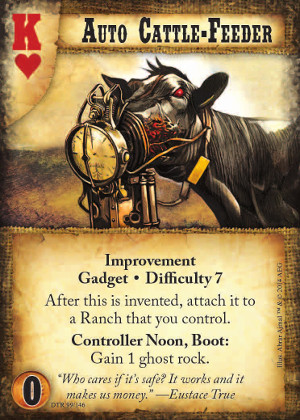 K
Auto Cattle-Feeder
Improvement
Gadget • Difficulty 7
After this is invented, attach it to
a Ranch that you control.
Controller Noon, Boot:
Gain 1 ghost rock.
"Who cares if it's safe? It works and it
makes us money." —Eustace True
0